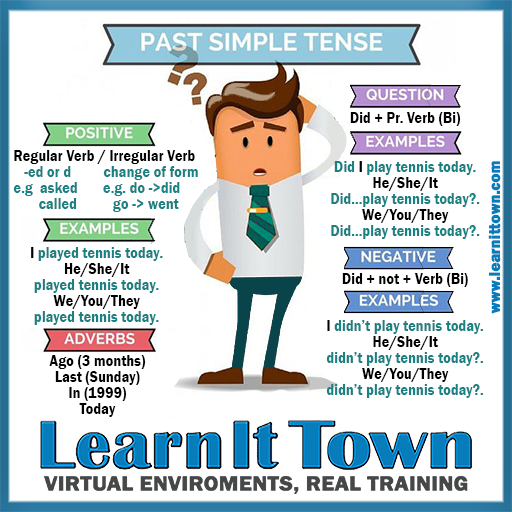 PAST SIMPLE TENSE
??
POSITIVE
Regular Verb / Irregular Verb
-ed or d change of form
e.g asked e.g. do ->did
called go -> went
EXAMPLES
I played tennis today.
He/She/It
played tennis today.
We/You/They
played tennis today.
ADVERBS
Ago (3 months)
Last (Sunday)
In (1999)
Today
QUESTION
Did + Pr. Verb (Bi)
EXAMPLES
Did I play tennis today.
He/She/It
Did...play tennis today?.
We/You/They
Did...play tennis today?.
NEGATIVE
Did + not + Verb (Bi)
EXAMPLES
I didn't play tennis today.
He/She/It
didn't play tennis today?.
We/You/They
didn't play tennis today?.
www.learnittown.com
LearnIt Town
VIRTUAL ENVIROMENTS, REAL TRAINING